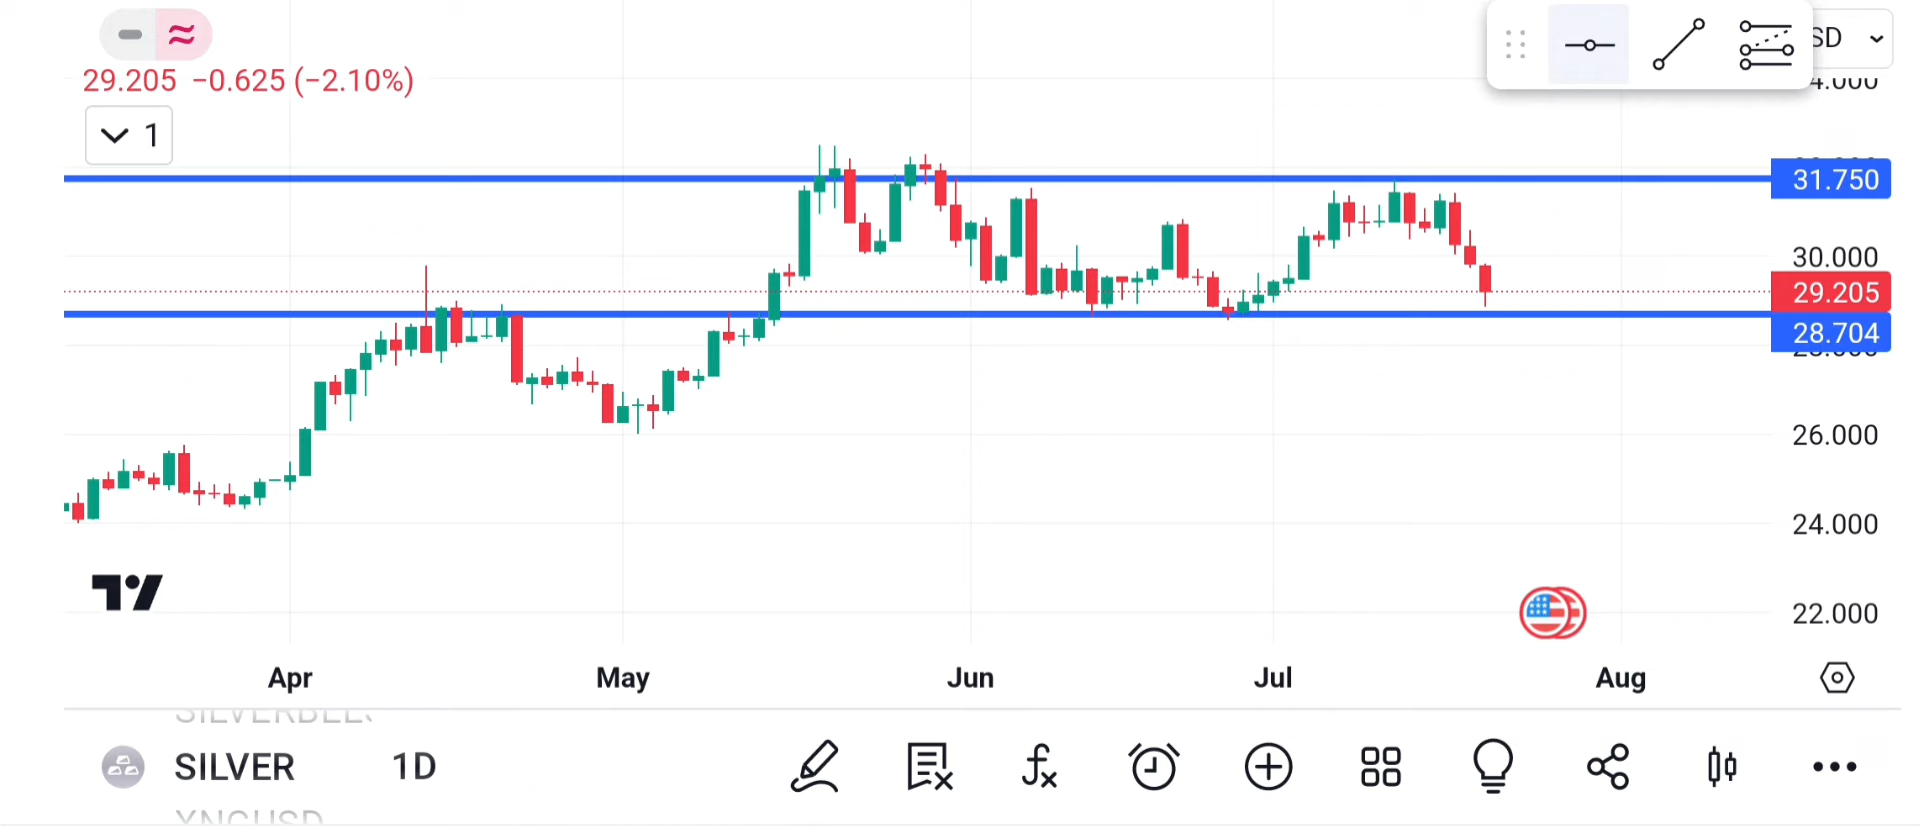 SD
29.205 −0.625 (−2.10%)
1
31.750
30.000
29.205
28.704
26.000
24.000
22.000
Apr May Jun Jul Aug
SILVER 1D